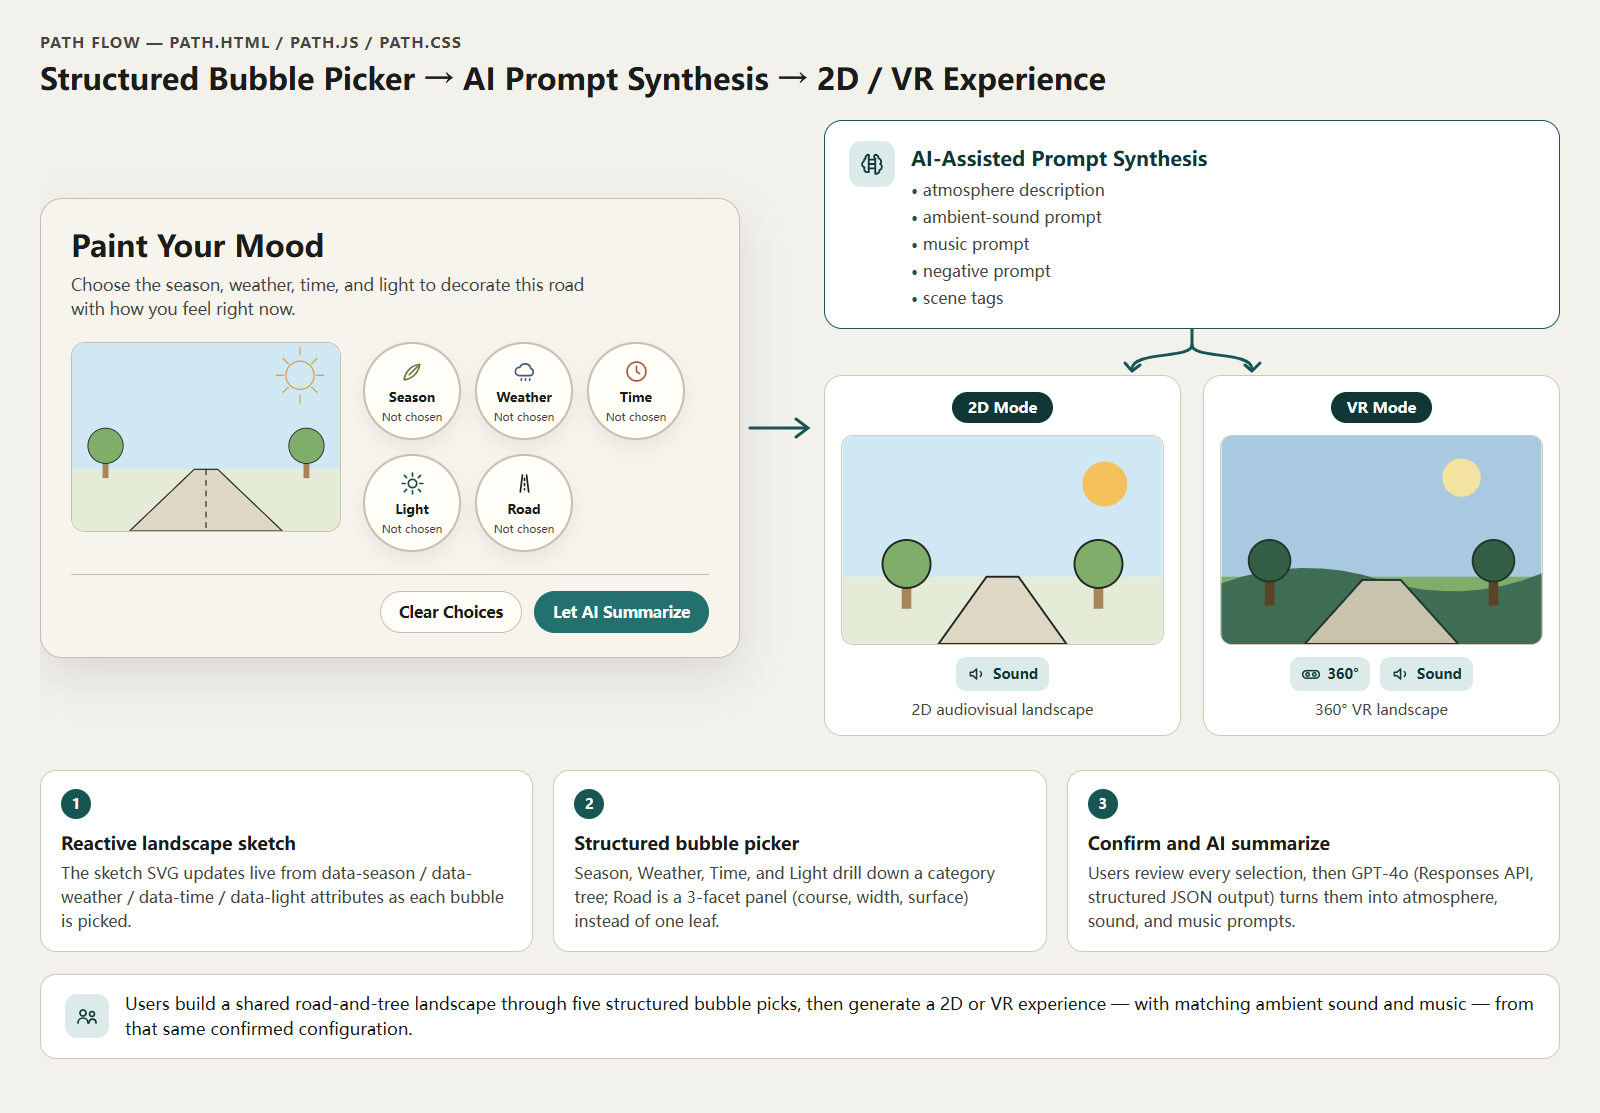 PATH FLOW — PATH.HTML / PATH.JS / PATH.CSS
Structured Bubble Picker → AI Prompt Synthesis → 2D / VR Experience
Paint Your Mood
Choose the season, weather, time, and light to decorate this road
with how you feel right now.
Season
Not chosen
Weather
Not chosen
Time
Not chosen
Light
Not chosen
Road
Not chosen
Clear Choices
Let AI Summarize
AI-Assisted Prompt Synthesis
• atmosphere description
• ambient-sound prompt
• music prompt
• negative prompt
• scene tags
2D Mode
Sound
2D audiovisual landscape
VR Mode
360°
Sound
360° VR landscape
1
Reactive landscape sketch
The sketch SVG updates live from data-season / data-
weather / data-time / data-light attributes as each bubble
is picked.
2
Structured bubble picker
Season, Weather, Time, and Light drill down a category
tree; Road is a 3-facet panel (course, width, surface)
instead of one leaf.
3
Confirm and AI summarize
Users review every selection, then GPT-4o (Responses API,
structured JSON output) turns them into atmosphere,
sound, and music prompts.
Users build a shared road-and-tree landscape through five structured bubble picks, then generate a 2D or VR experience — with matching ambient sound and music — from
that same confirmed configuration.